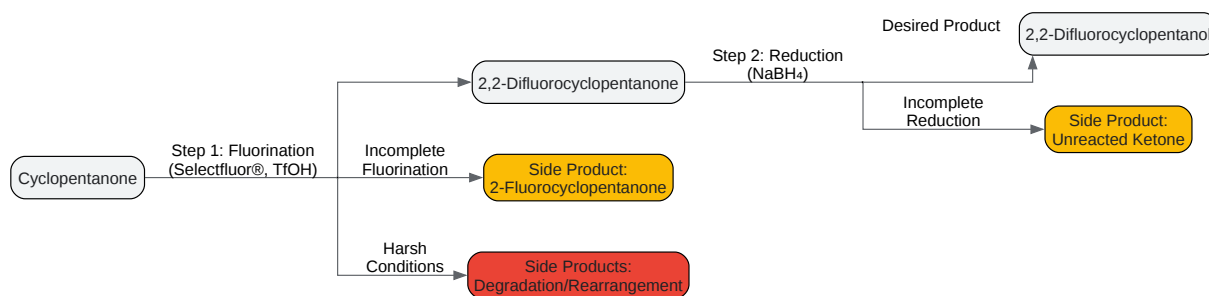 Desired Product
2,2-Difluorocyclopentanol
Step 2: Reduction
(NaBH₄)
2,2-Difluorocyclopentanone
Incomplete
Reduction
Side Product:
Unreacted Ketone
Cyclopentanone
Step 1: Fluorination
(Selectfluor®, TfOH)
Incomplete
Fluorination
Side Product:
2-Fluorocyclopentanone
Harsh
Conditions
Side Products:
Degradation/Rearrangement